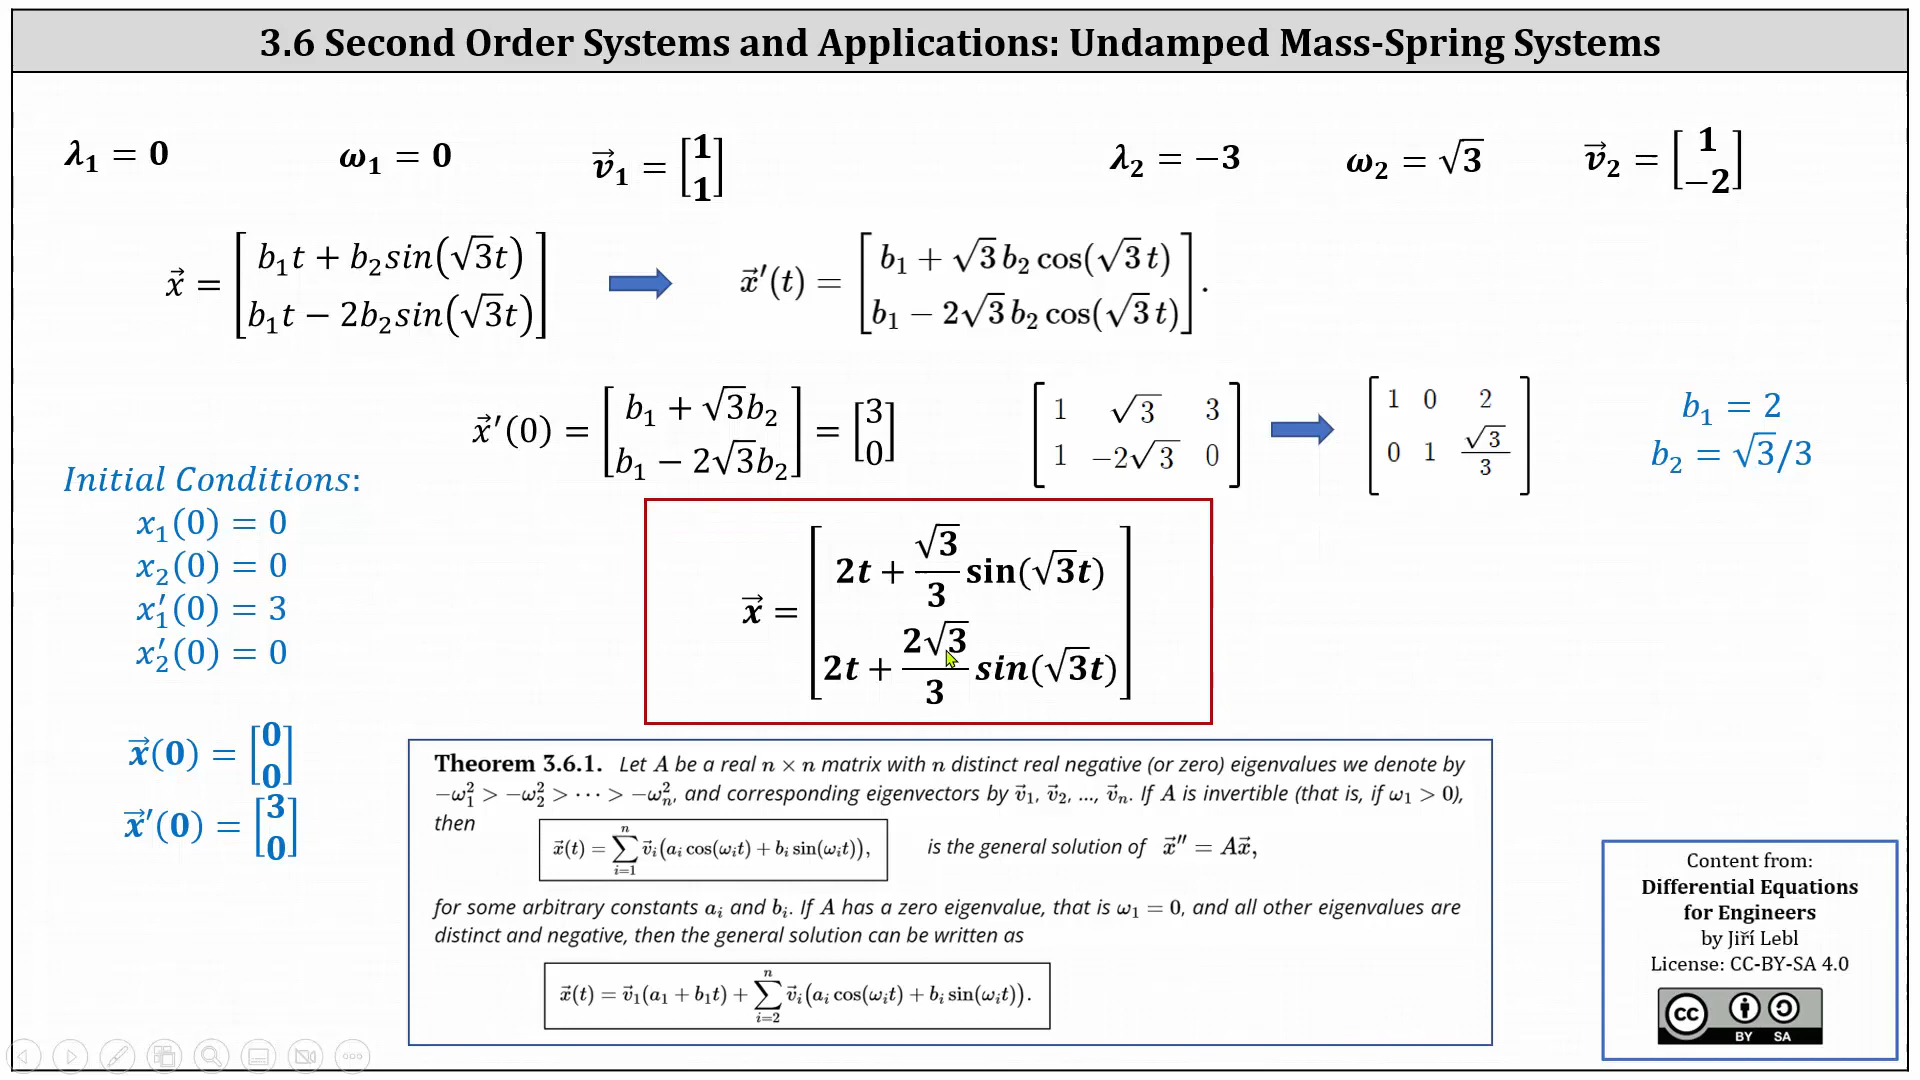 3.6 Second Order Systems and Applications: Undamped Mass-Spring Systems
λ₁ = 0   ω₁ = 0   v⃗₁ = [1; 1]   λ₂ = −3   ω₂ = √3   v⃗₂ = [1; −2]
x⃗ = [b₁t + b₂sin(√3t); b₁t − 2b₂sin(√3t)]   x⃗′(t) = [b₁ + √3 b₂ cos(√3 t); b₁ − 2√3 b₂ cos(√3 t)].
x⃗′(0) = [b₁ + √3b₂; b₁ − 2√3b₂] = [3; 0]   [1 √3 3; 1 −2√3 0]   [1 0 2; 0 1 √3/3]
b₁ = 2
b₂ = √3/3
Initial Conditions:
x₁(0) = 0
x₂(0) = 0
x₁′(0) = 3
x₂′(0) = 0
x⃗(0) = [0; 0]
x⃗′(0) = [3; 0]
x⃗ = [2t + √3/3 sin(√3t); 2t + 2√3/3 sin(√3t)]
Theorem 3.6.1. Let A be a real n × n matrix with n distinct real negative (or zero) eigenvalues we denote by
−ω₁² > −ω₂² > ⋯ > −ωₙ², and corresponding eigenvectors by v⃗₁, v⃗₂, ..., v⃗ₙ. If A is invertible (that is, if ω₁ > 0),
then
x⃗(t) = ∑ᵢ₌₁ⁿ v⃗ᵢ(aᵢ cos(ωᵢt) + bᵢ sin(ωᵢt)), is the general solution of x⃗″ = Ax⃗,
for some arbitrary constants aᵢ and bᵢ. If A has a zero eigenvalue, that is ω₁ = 0, and all other eigenvalues are
distinct and negative, then the general solution can be written as
x⃗(t) = v⃗₁(a₁ + b₁t) + ∑ᵢ₌₂ⁿ v⃗ᵢ(aᵢ cos(ωᵢt) + bᵢ sin(ωᵢt)).
Content from:
Differential Equations
for Engineers
by Jiří Lebl
License: CC-BY-SA 4.0
cc
BY SA